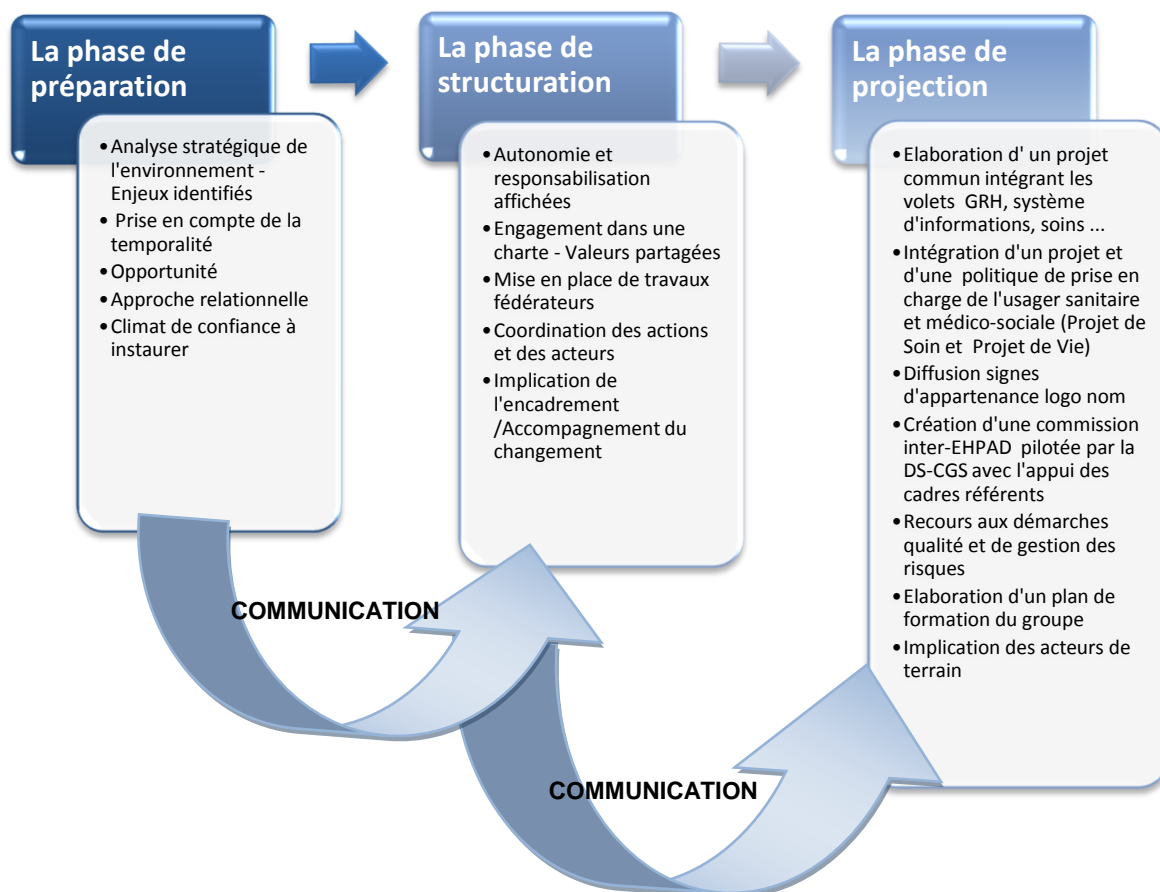 La phase de
préparation
•Analyse stratégique de
l'environnement -
Enjeux identifiés
• Prise en compte de la
temporalité
•Opportunité
•Approche relationnelle
•Climat de confiance à
instaurer
La phase de
structuration
•Autonomie et
responsabilisation
affichées
•Engagement dans une
charte - Valeurs partagées
•Mise en place de travaux
fédérateurs
•Coordination des actions
et des acteurs
•Implication de
l'encadrement
/Accompagnement du
changement
La phase de
projection
•Elaboration d' un projet
commun intégrant les
volets  GRH, système
d'informations, soins ...
•Intégration d'un projet et
d'une  politique de prise en
charge de l'usager sanitaire
et médico-sociale (Projet de
Soin et  Projet de Vie)
•Diffusion signes
d'appartenance logo nom
•Création d'une commission
inter-EHPAD  pilotée par la
DS-CGS avec l'appui des
cadres référents
•Recours aux démarches
qualité et de gestion des
risques
•Elaboration d'un plan de
formation du groupe
•Implication des acteurs de
terrain
COMMUNICATION
COMMUNICATION